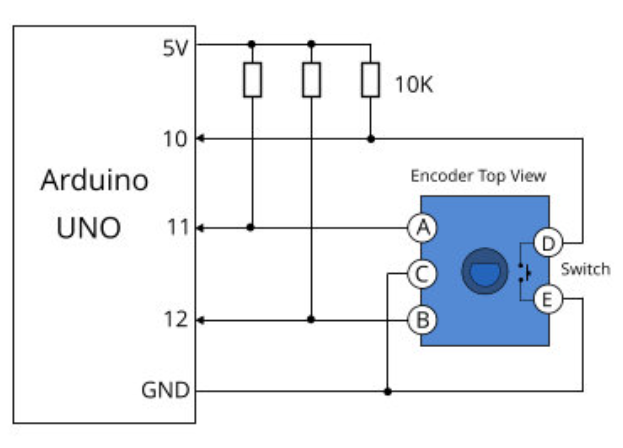 5V
10K
10
Arduino
UNO
Encoder Top View
11
A
D
C
Switch
E
12
B
GND